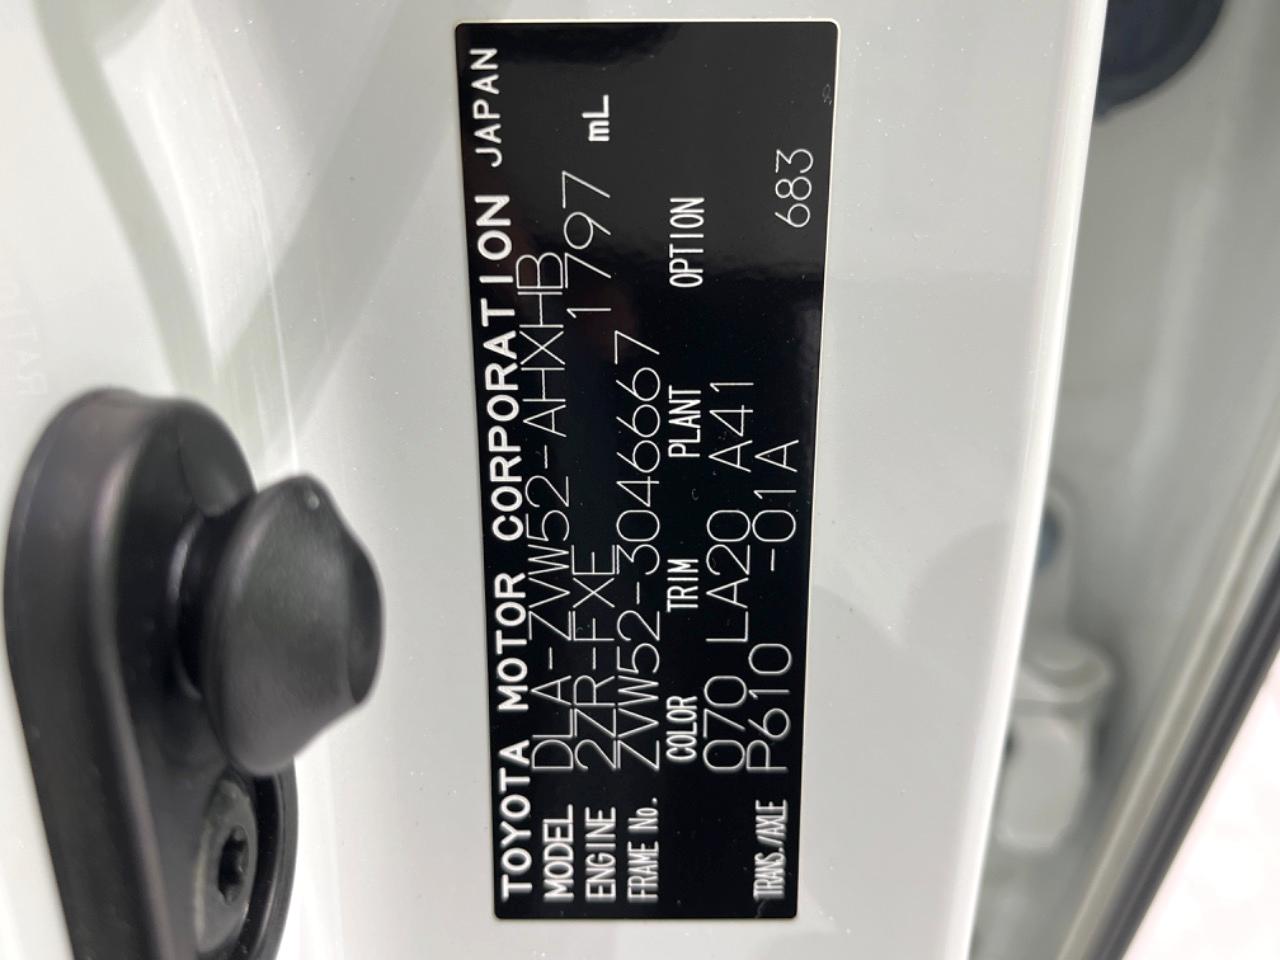 TOYOTA MOTOR CORPORATION JAPAN
MODEL DLA-ZVW52-AHXHB
ENGINE 2ZR-FXE 1797 mL
FRAME No. ZVW52-3046667
COLOR TRIM PLANT OPTION
070 LA20 A41
TRANS./AXLE P610 -01A
683